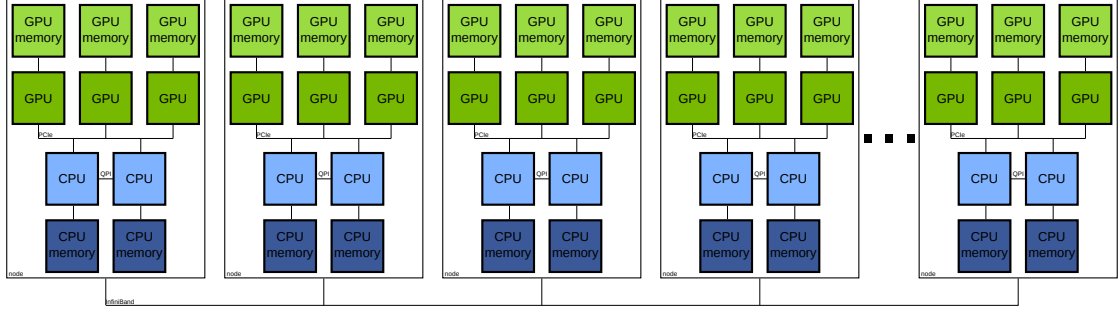 GPU memory GPU memory GPU memory
GPU GPU GPU
PCIe
CPU QPI CPU
CPU memory CPU memory
node
GPU memory GPU memory GPU memory
GPU GPU GPU
PCIe
CPU QPI CPU
CPU memory CPU memory
node
GPU memory GPU memory GPU memory
GPU GPU GPU
PCIe
CPU QPI CPU
CPU memory CPU memory
node
GPU memory GPU memory GPU memory
GPU GPU GPU
PCIe
CPU QPI CPU
CPU memory CPU memory
node
GPU memory GPU memory GPU memory
GPU GPU GPU
PCIe
CPU QPI CPU
CPU memory CPU memory
node
InfiniBand